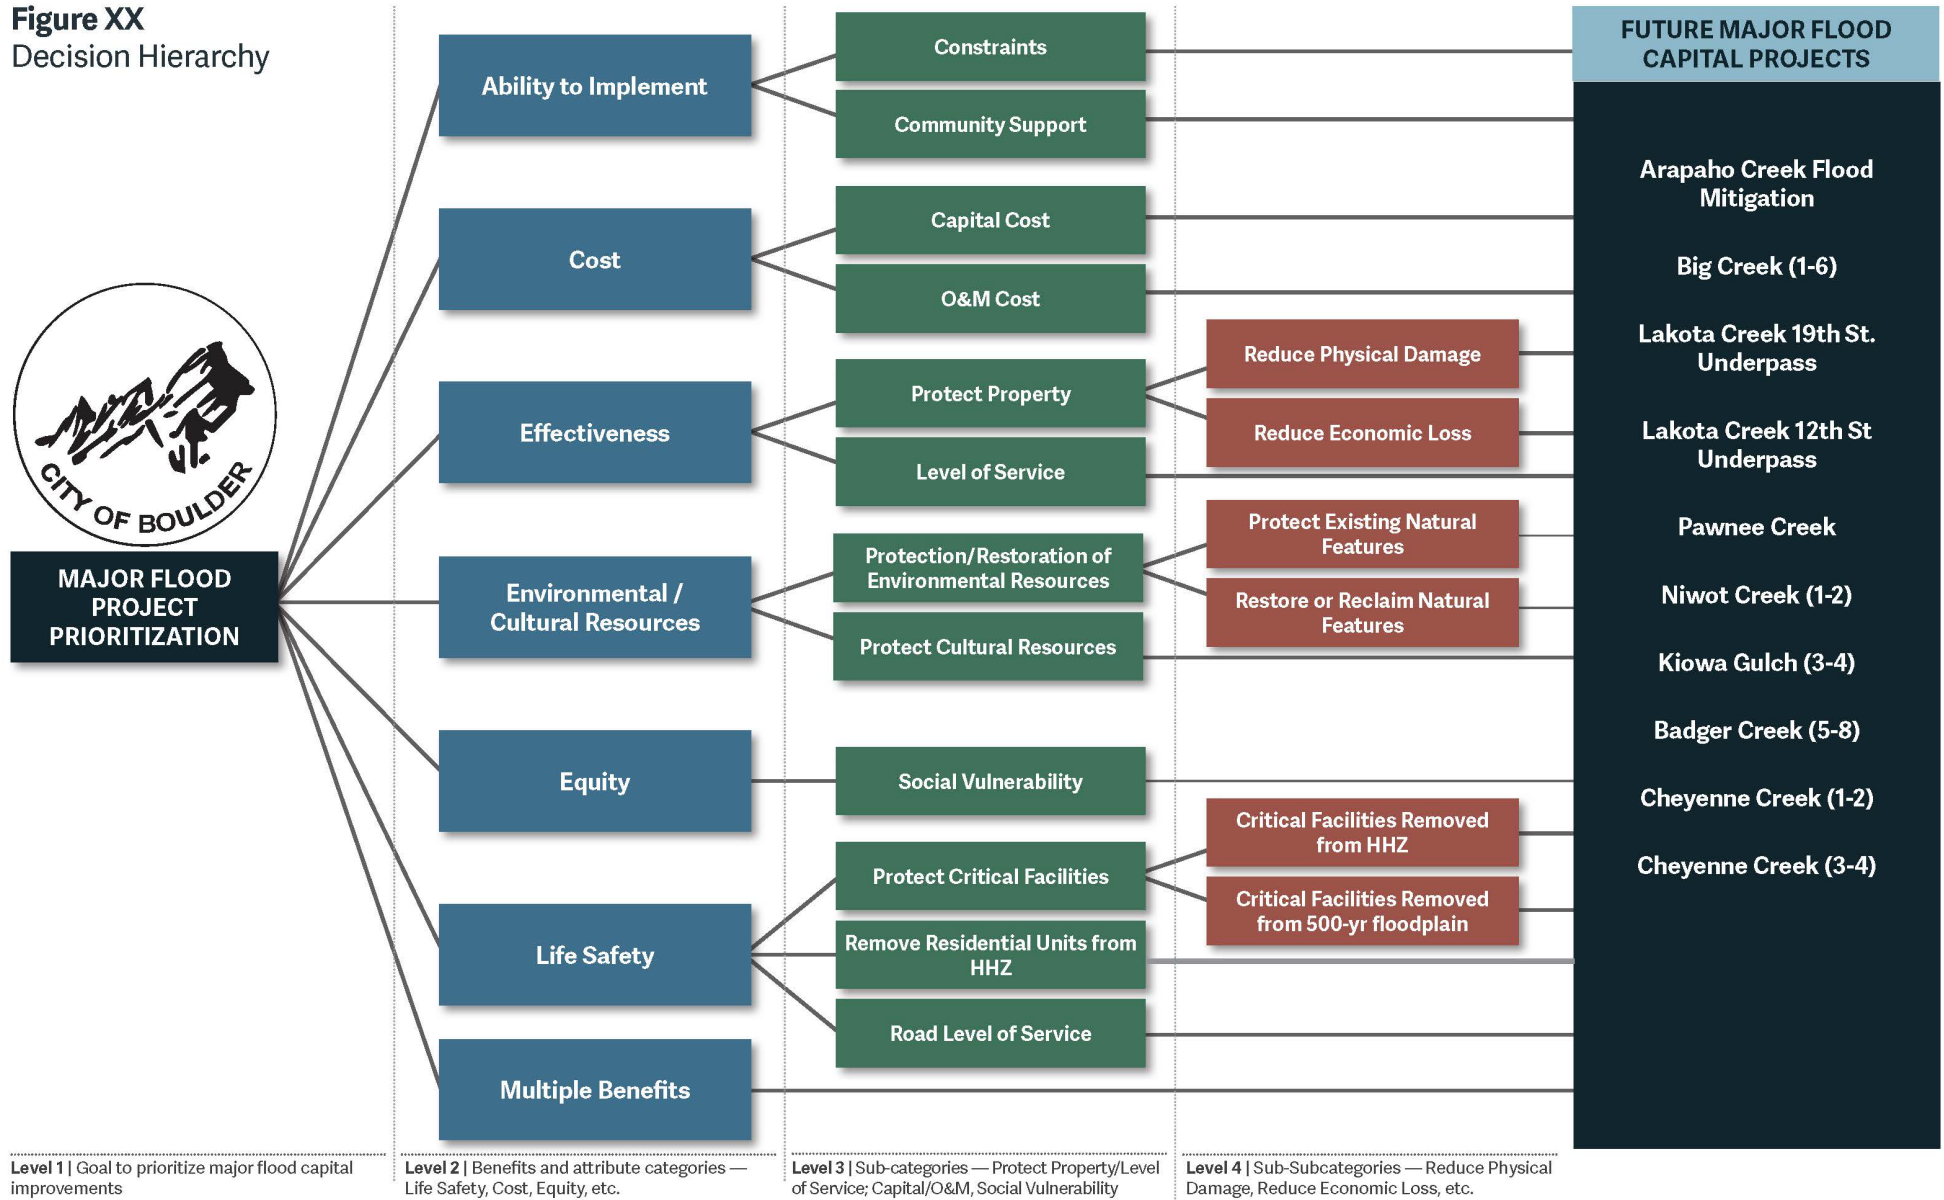 Figure XX
Decision Hierarchy
CITY OF BOULDER
MAJOR FLOOD
PROJECT
PRIORITIZATION
Ability to Implement
Cost
Effectiveness
Environmental /
Cultural Resources
Equity
Life Safety
Multiple Benefits
Constraints
Community Support
Capital Cost
O&M Cost
Protect Property
Level of Service
Protection/Restoration of
Environmental Resources
Protect Cultural Resources
Social Vulnerability
Protect Critical Facilities
Remove Residential Units from
HHZ
Road Level of Service
Reduce Physical Damage
Reduce Economic Loss
Protect Existing Natural
Features
Restore or Reclaim Natural
Features
Critical Facilities Removed
from HHZ
Critical Facilities Removed
from 500-yr floodplain
FUTURE MAJOR FLOOD
CAPITAL PROJECTS
Arapaho Creek Flood
Mitigation
Big Creek (1-6)
Lakota Creek 19th St.
Underpass
Lakota Creek 12th St
Underpass
Pawnee Creek
Niwot Creek (1-2)
Kiowa Gulch (3-4)
Badger Creek (5-8)
Cheyenne Creek (1-2)
Cheyenne Creek (3-4)
Level 1 | Goal to prioritize major flood capital
improvements
Level 2 | Benefits and attribute categories —
Life Safety, Cost, Equity, etc.
Level 3 | Sub-categories — Protect Property/Level
of Service; Capital/O&M, Social Vulnerability
Level 4 | Sub-Subcategories — Reduce Physical
Damage, Reduce Economic Loss, etc.